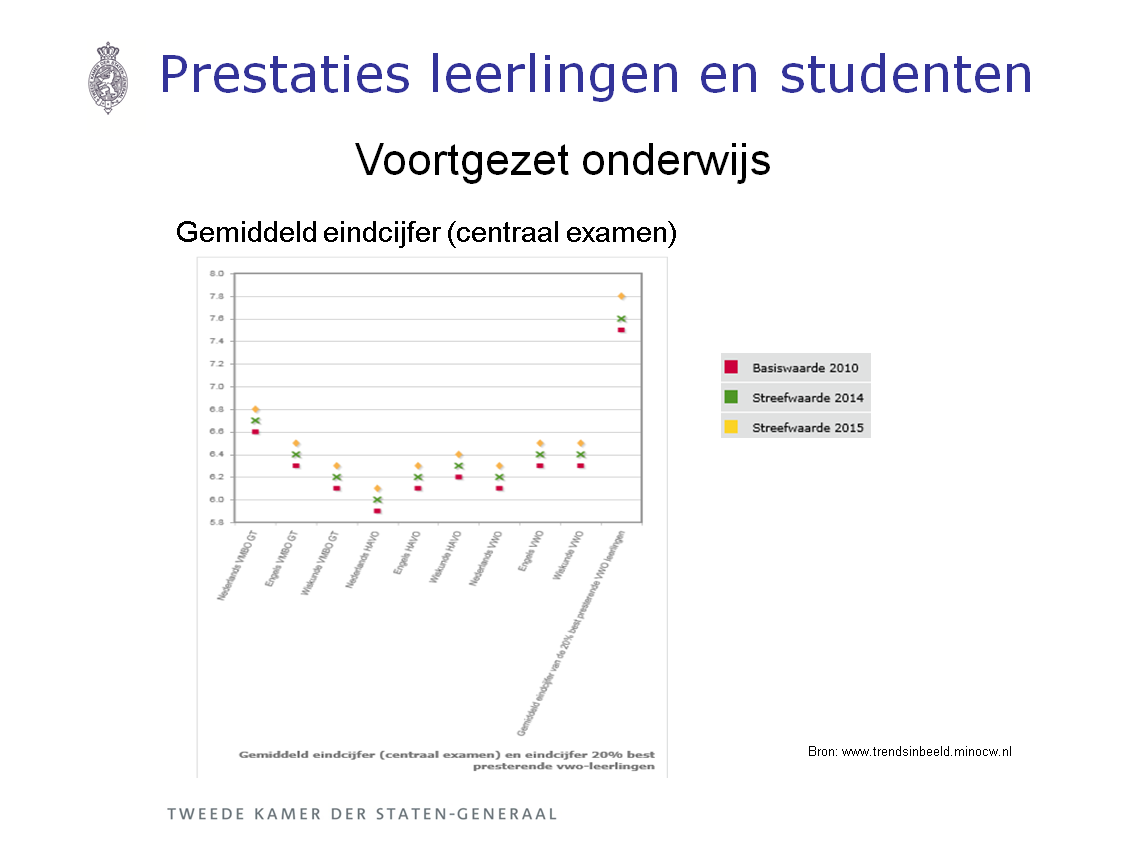 Prestaties leerlingen en studenten
Voortgezet onderwijs
Gemiddeld eindcijfer (centraal examen)
8.0
7.8
7.6
7.4
7.2
7.0
6.8
6.6
6.4
6.2
6.0
5.8
Nederlands VMBO GT
Engels VMBO GT
Wiskunde VMBO GT
Nederlands HAVO
Engels HAVO
Wiskunde HAVO
Nederlands VWO
Engels VWO
Wiskunde VWO
Gemiddeld eindcijfer van de 20% best presterende VWO leerlingen
Gemiddeld eindcijfer (centraal examen) en eindcijfer 20% best
presterende vwo-leerlingen
Basiswaarde 2010
Streefwaarde 2014
Streefwaarde 2015
Bron: www.trendsinbeeld.minocw.nl
TWEEDE KAMER DER STATEN-GENERAAL